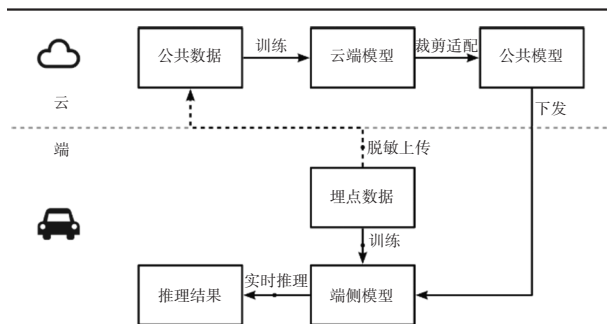 公共数据
训练
云端模型
裁剪适配
公共模型
云
下发
端
脱敏上传
埋点数据
训练
推理结果
实时推理
端侧模型